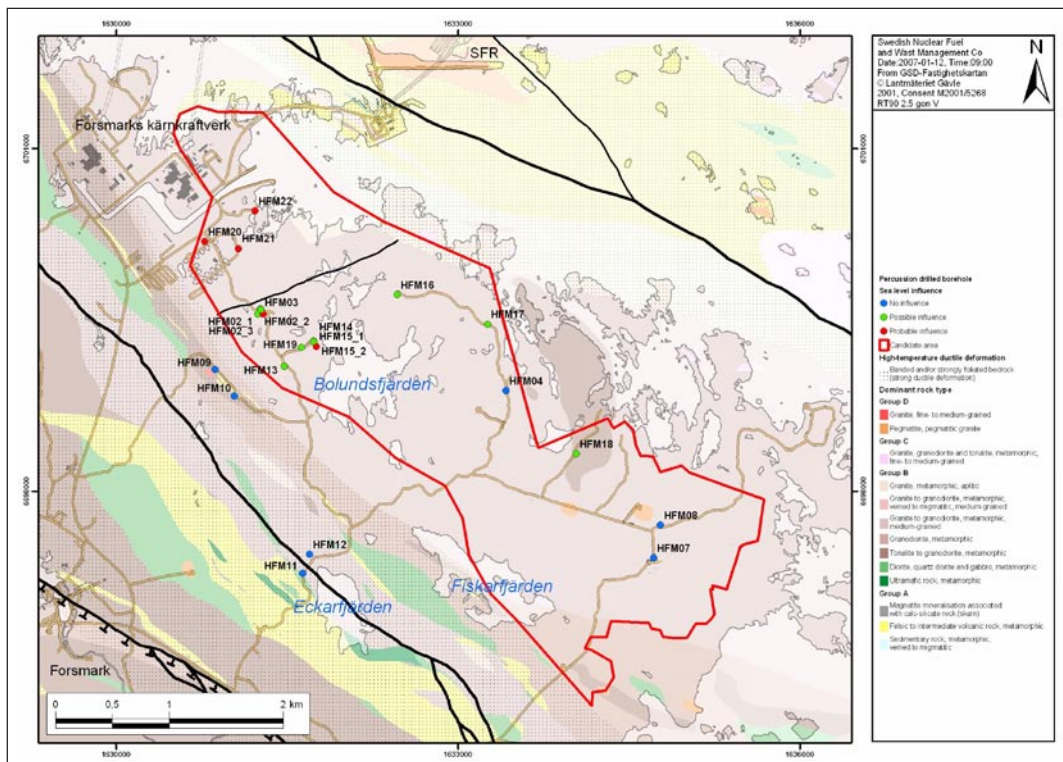 1630000
1633000
1636000
SFR
Forsmarks kärnkraftverk
6701000
6701000
HFM22
HFM20
HFM21
HFM16
HFM03
HFM02_1
HFM02_2
HFM02_3
HFM17
HFM14
HFM15_1
HFM19
HFM15_2
HFM09
HFM13
Bolundsfjärden
HFM10
HFM04
HFM18
6698000
6698000
HFM08
HFM12
HFM07
HFM11
Fiskarfjärden
Eckarfjärden
Forsmark
0 0,5 1 2 km
1630000
1633000
1636000
Swedish Nuclear Fuel
and Wast Management Co
Date:2007-01-12, Time:09:00
From GSD-Fastighetskartan
© Lantmäteriet Gävle
2001, Consent M2001/5268
RT90 2.5 gon V
N
Percussion drilled borehole
Sea level influence
No influence
Possible influence
Probable influence
Candidate area
High-temperature ductile deformation
Banded and/or strongly foliated bedrock
(strong ductile deformation)
Dominant rock type
Group D
Granite, fine- to medium-grained
Pegmatite, pegmatitic granite
Group C
Granite, granodiorite and tonalite, metamorphic,
fine- to medium-grained
Group B
Granite, metamorphic, aplitic
Granite to granodiorite, metamorphic,
veined to migmatitic, medium-grained
Granite to granodiorite, metamorphic,
medium-grained
Granodiorite, metamorphic
Tonalite to granodiorite, metamorphic
Diorite, quartz diorite and gabbro, metamorphic
Ultramafic rock, metamorphic
Group A
Magnetite mineralisation associated
with calc-silicate rock (skarn)
Felsic to intermediate volcanic rock, metamorphic
Sedimentary rock, metamorphic,
veined to migmatitic